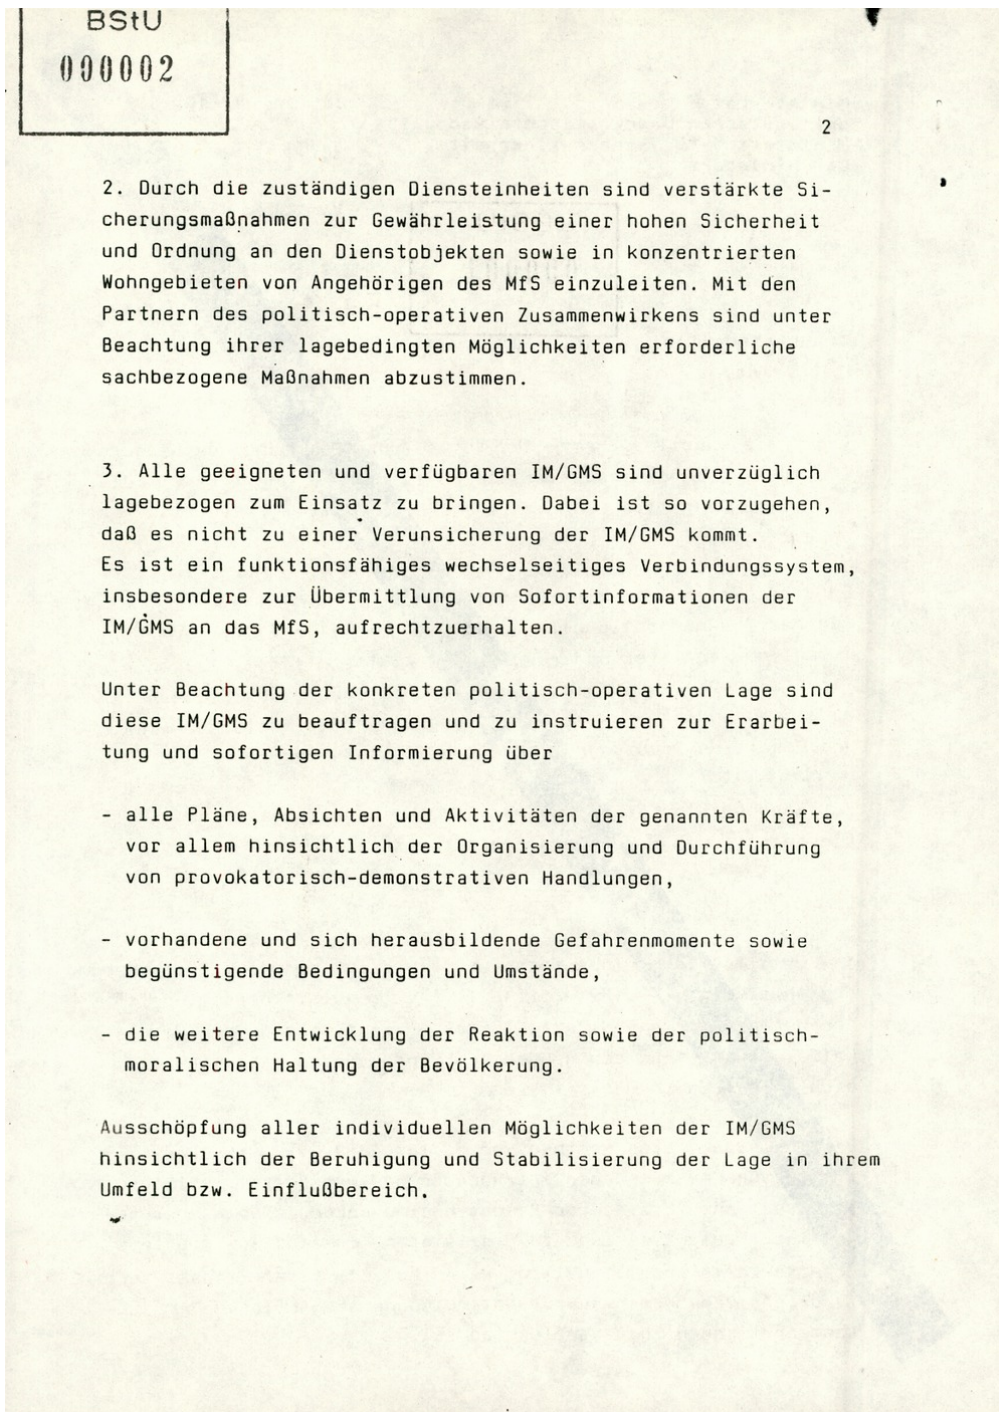 BStU
000002
2
2. Durch die zuständigen Diensteinheiten sind verstärkte Si-
cherungsmaßnahmen zur Gewährleistung einer hohen Sicherheit
und Ordnung an den Dienstobjekten sowie in konzentrierten
Wohngebieten von Angehörigen des MfS einzuleiten. Mit den
Partnern des politisch-operativen Zusammenwirkens sind unter
Beachtung ihrer lagebedingten Möglichkeiten erforderliche
sachbezogene Maßnahmen abzustimmen.
3. Alle geeigneten und verfügbaren IM/GMS sind unverzüglich
lagebezogen zum Einsatz zu bringen. Dabei ist so vorzugehen,
daß es nicht zu einer Verunsicherung der IM/GMS kommt.
Es ist ein funktionsfähiges wechselseitiges Verbindungssystem,
insbesondere zur Übermittlung von Sofortinformationen der
IM/GMS an das MfS, aufrechtzuerhalten.
Unter Beachtung der konkreten politisch-operativen Lage sind
diese IM/GMS zu beauftragen und zu instruieren zur Erarbei-
tung und sofortigen Informierung über
- alle Pläne, Absichten und Aktivitäten der genannten Kräfte,
vor allem hinsichtlich der Organisierung und Durchführung
von provokatorisch-demonstrativen Handlungen,
- vorhandene und sich herausbildende Gefahrenmomente sowie
begünstigende Bedingungen und Umstände,
- die weitere Entwicklung der Reaktion sowie der politisch-
moralischen Haltung der Bevölkerung.
Ausschöpfung aller individuellen Möglichkeiten der IM/GMS
hinsichtlich der Beruhigung und Stabilisierung der Lage in ihrem
Umfeld bzw. Einflußbereich.